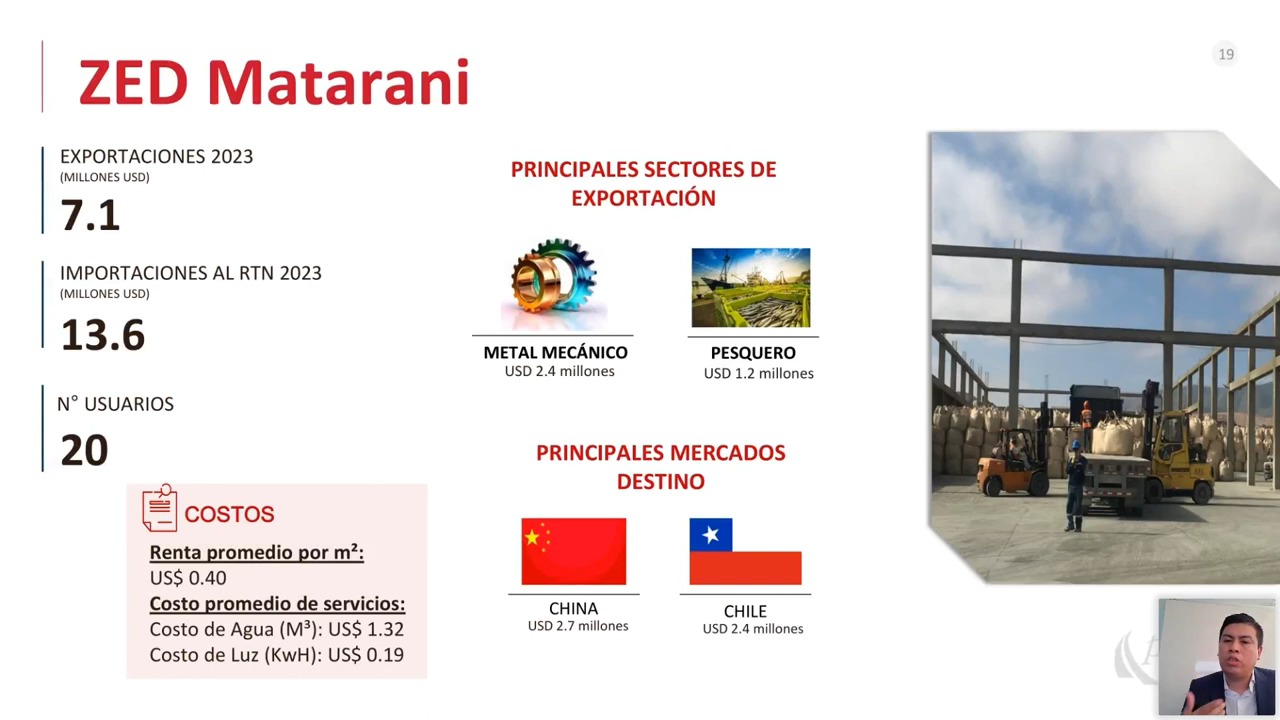 19
ZED Matarani
EXPORTACIONES 2023
(MILLONES USD)
7.1
IMPORTACIONES AL RTN 2023
(MILLONES USD)
13.6
N° USUARIOS
20
COSTOS
Renta promedio por m²:
US$ 0.40
Costo promedio de servicios:
Costo de Agua (M³): US$ 1.32
Costo de Luz (KwH): US$ 0.19
PRINCIPALES SECTORES DE
EXPORTACIÓN
METAL MECÁNICO
USD 2.4 millones
PESQUERO
USD 1.2 millones
PRINCIPALES MERCADOS
DESTINO
CHINA
USD 2.7 millones
CHILE
USD 2.4 millones